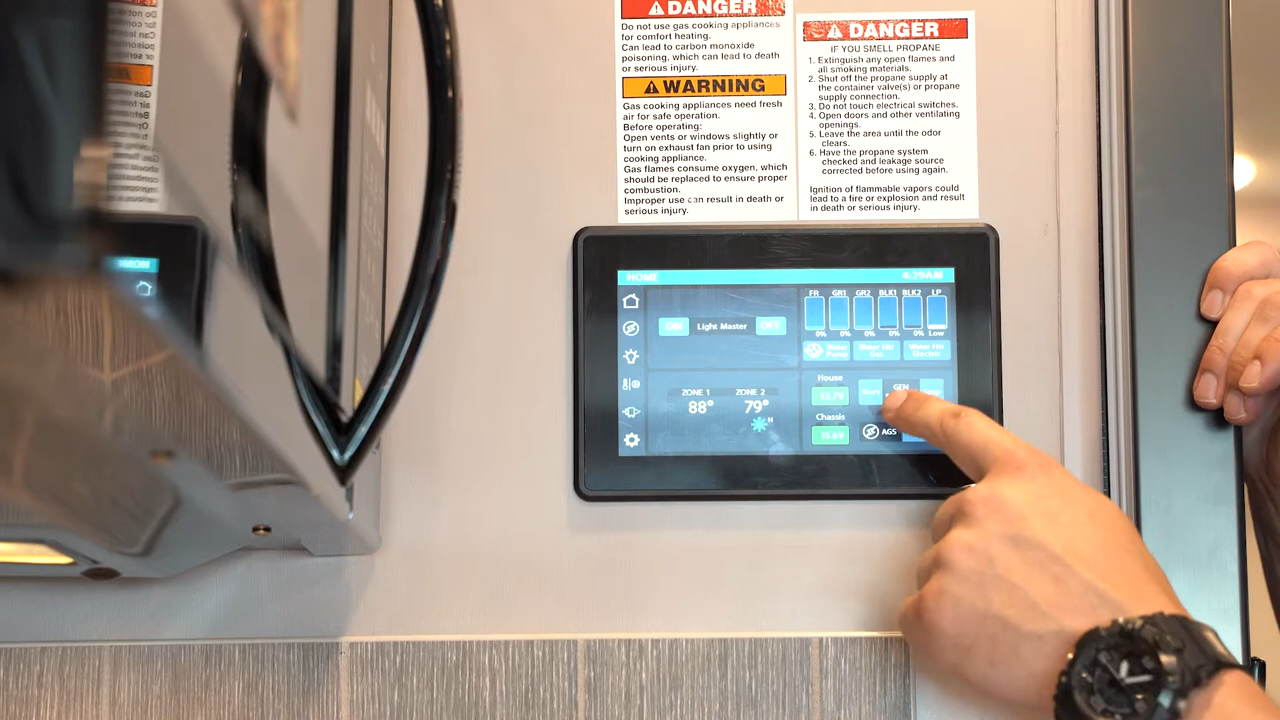 DANGER
Do not use gas cooking appliances
for comfort heating.
Can lead to carbon monoxide
poisoning, which can lead to death
or serious injury.
WARNING
Gas cooking appliances need fresh
air for safe operation.
Before operating:
Open vents or windows slightly or
turn on exhaust fan prior to using
cooking appliance.
Gas flames consume oxygen, which
should be replaced to ensure proper
combustion.
Improper use can result in death or
serious injury.
DANGER
IF YOU SMELL PROPANE
1. Extinguish any open flames and
all smoking materials.
2. Shut off the propane supply at
the container valve(s) or propane
supply connection.
3. Do not touch electrical switches.
4. Open doors and other ventilating
openings.
5. Leave the area until the odor
clears.
6. Have the propane system
checked and leakage source
corrected before using again.
Ignition of flammable vapors could
lead to a fire or explosion and result
in death or serious injury.
HOME 4:29AM
ON Light Master OFF
FR GR1 GR2 BLK1 BLK2 LP
0% 0% 0% 0% 0% Low
Water Pump
Water Htr Gas
Water Htr Electric
ZONE 1 ZONE 2
88° 79°
H
House
Chassis
Start GEN
AGS